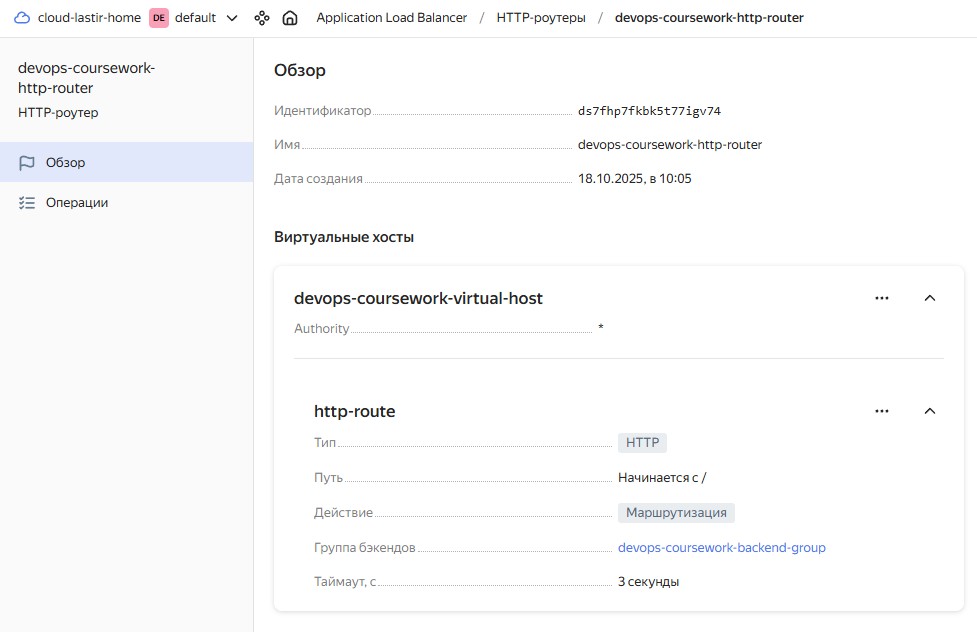 cloud-lastir-home DE default Application Load Balancer / HTTP-роутеры / devops-coursework-http-router
devops-coursework-
http-router
HTTP-роутер
Обзор
Операции
Обзор
Идентификатор ds7fhp7fkbk5t77igv74
Имя devops-coursework-http-router
Дата создания 18.10.2025, в 10:05
Виртуальные хосты
devops-coursework-virtual-host
Authority *
http-route
Тип HTTP
Путь Начинается с /
Действие Маршрутизация
Группа бэкендов devops-coursework-backend-group
Таймаут, с 3 секунды